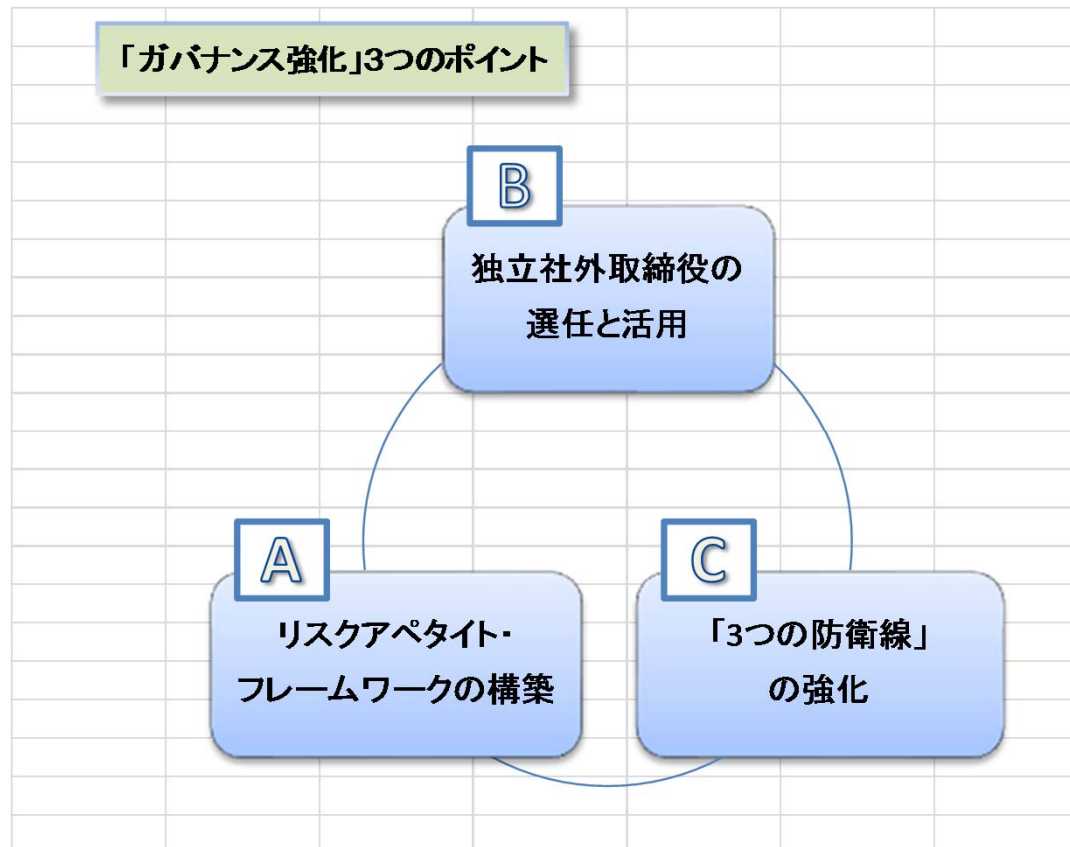 「ガバナンス強化」3つのポイント
B
独立社外取締役の
選任と活用
A
リスクアペタイト・
フレームワークの構築
C
「3つの防衛線」
の強化